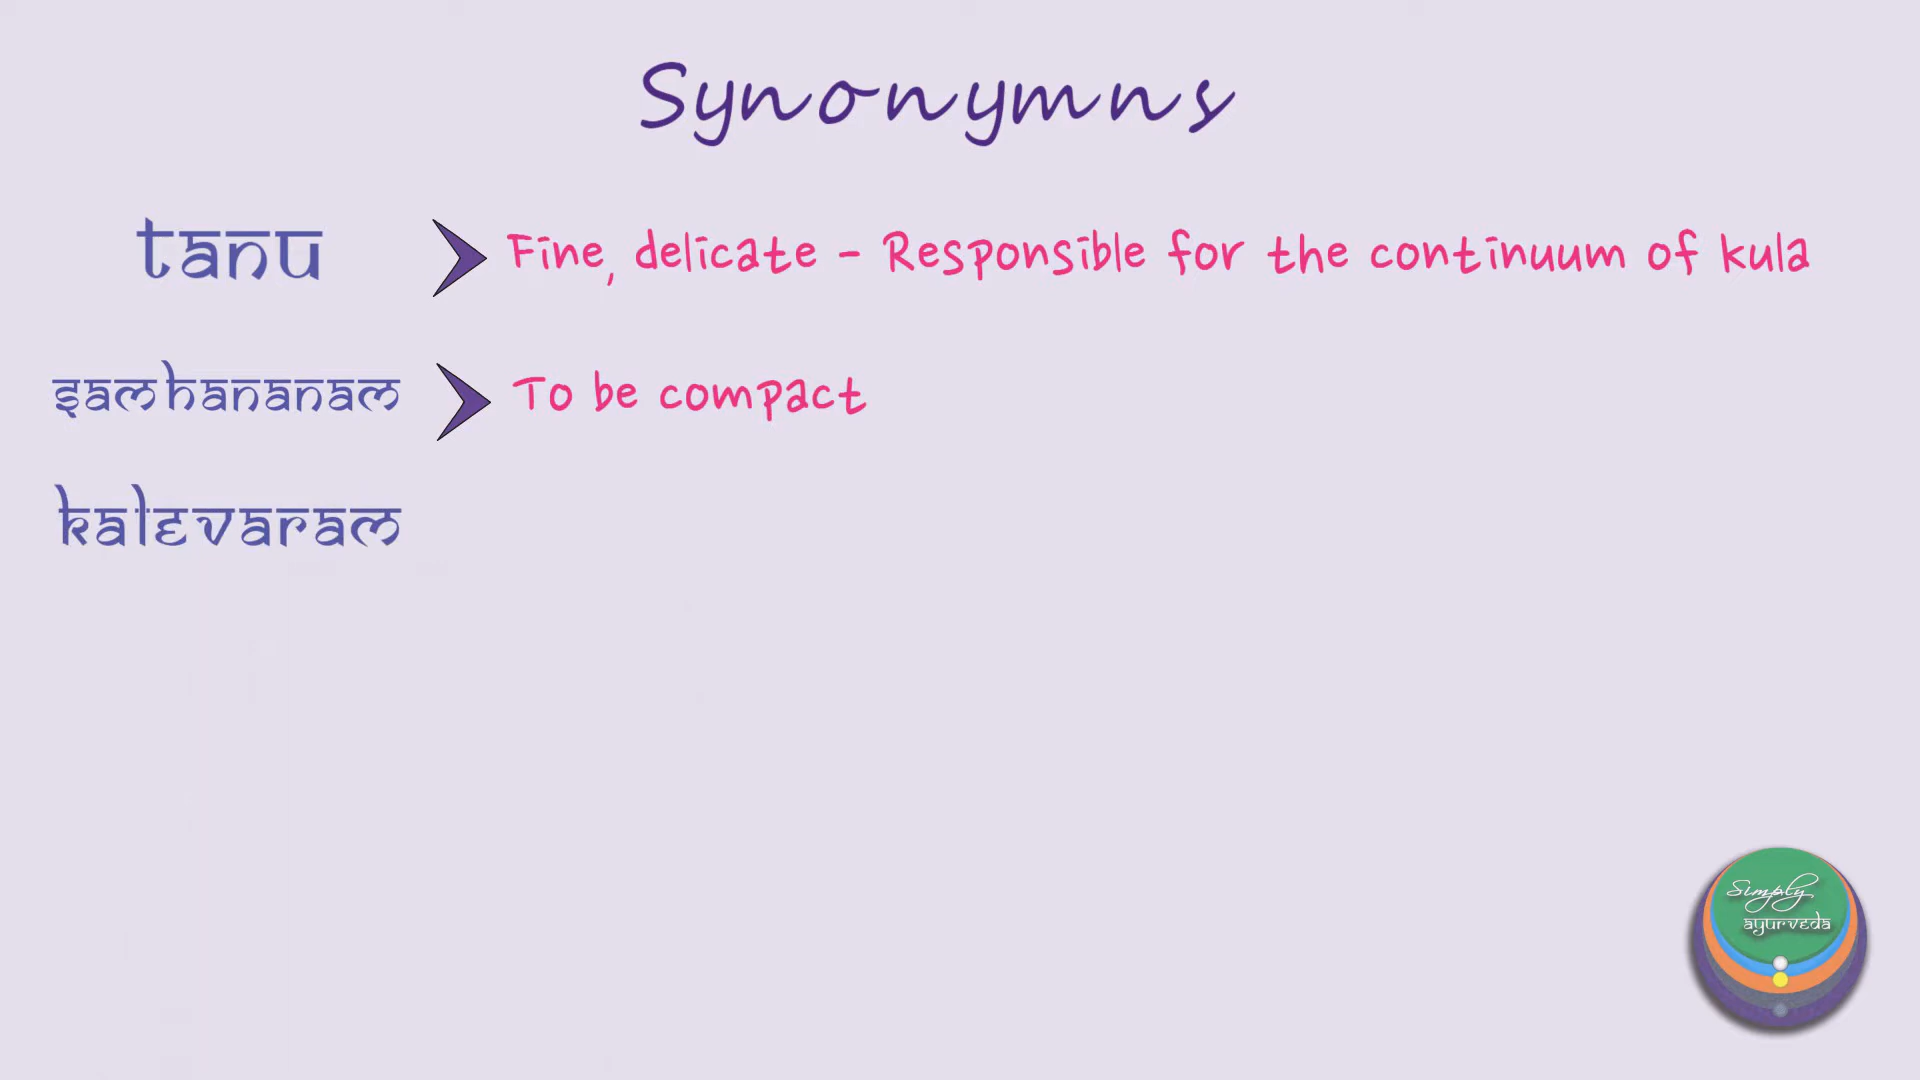 Synonymns
Tanu
Fine, delicate - Responsible for the continuum of kula
Samhananam
To be compact
Kalevaram
Simply
ayurveda